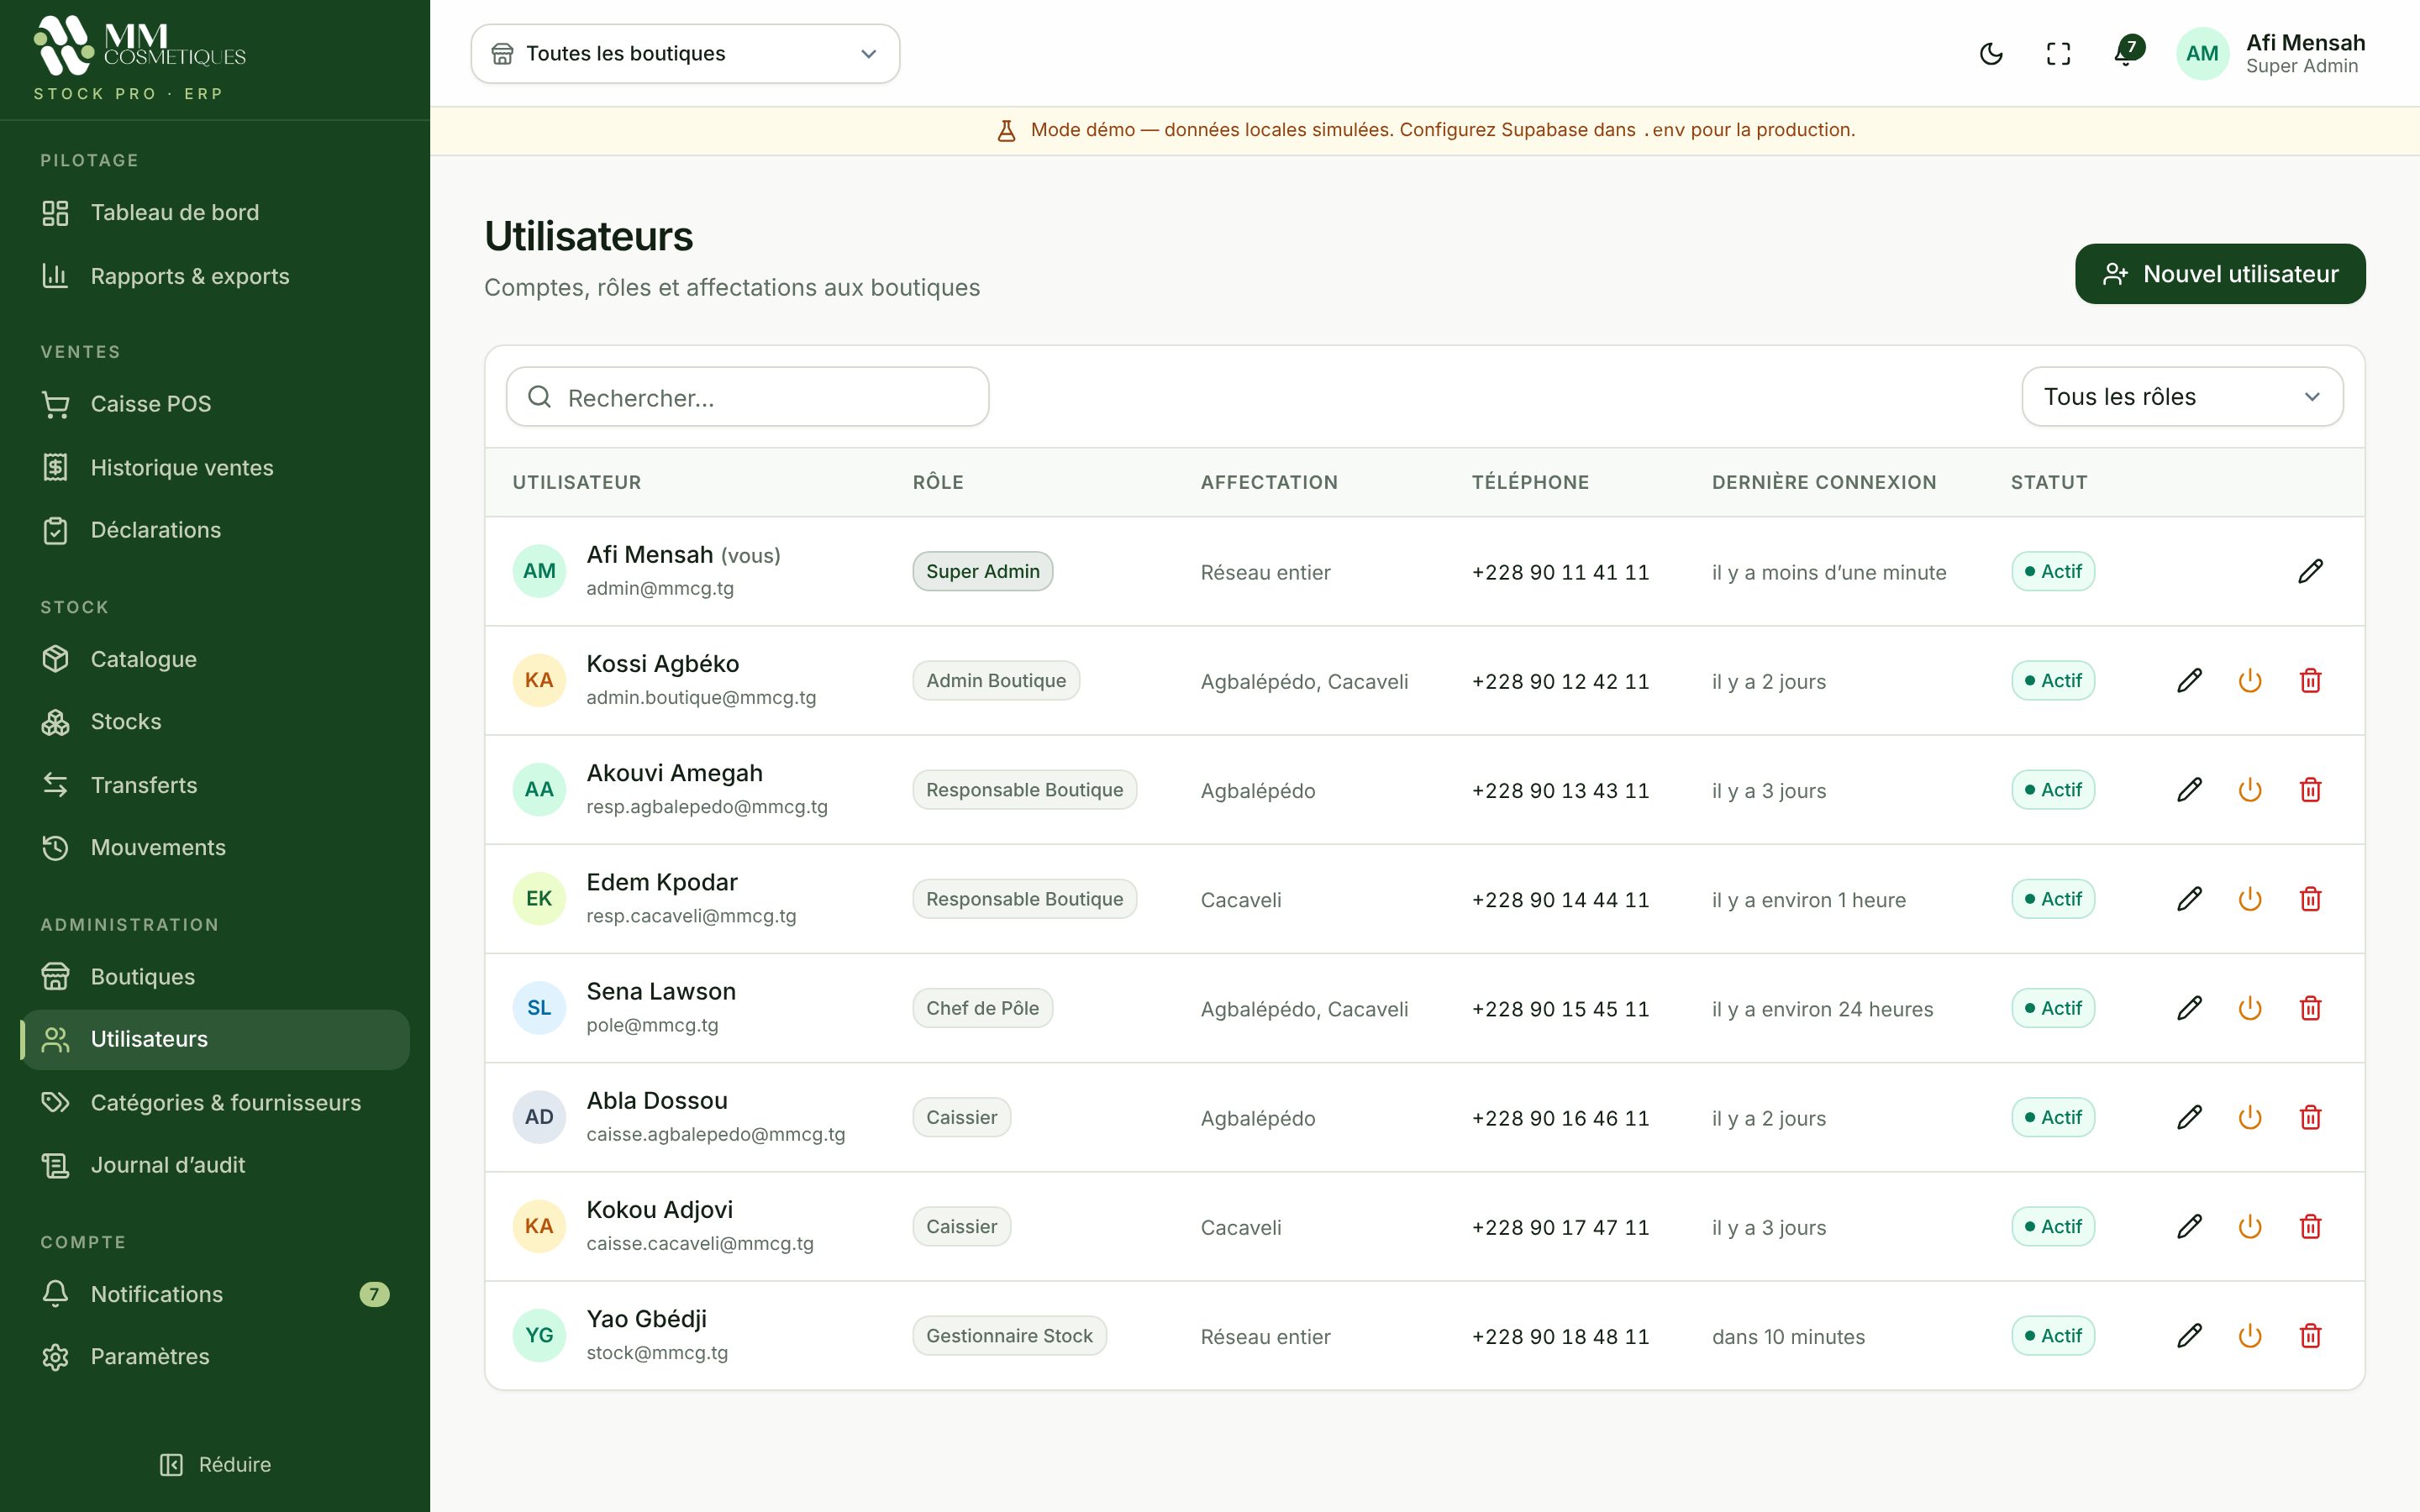 MM
COSMETIQUES
STOCK PRO · ERP
PILOTAGE
Tableau de bord
Rapports & exports
VENTES
Caisse POS
Historique ventes
Déclarations
STOCK
Catalogue
Stocks
Transferts
Mouvements
ADMINISTRATION
Boutiques
Utilisateurs
Catégories & fournisseurs
Journal d’audit
COMPTE
Notifications 7
Paramètres
Réduire
Toutes les boutiques
7
AM
Afi Mensah
Super Admin
Mode démo — données locales simulées. Configurez Supabase dans .env pour la production.
Utilisateurs
Comptes, rôles et affectations aux boutiques
Nouvel utilisateur
Rechercher...
Tous les rôles
UTILISATEUR RÔLE AFFECTATION TÉLÉPHONE DERNIÈRE CONNEXION STATUT
AM Afi Mensah (vous) Super Admin Réseau entier +228 90 11 41 11 il y a moins d’une minute Actif
admin@mmcg.tg
KA Kossi Agbéko Admin Boutique Agbalépédo, Cacaveli +228 90 12 42 11 il y a 2 jours Actif
admin.boutique@mmcg.tg
AA Akouvi Amegah Responsable Boutique Agbalépédo +228 90 13 43 11 il y a 3 jours Actif
resp.agbalepedo@mmcg.tg
EK Edem Kpodar Responsable Boutique Cacaveli +228 90 14 44 11 il y a environ 1 heure Actif
resp.cacaveli@mmcg.tg
SL Sena Lawson Chef de Pôle Agbalépédo, Cacaveli +228 90 15 45 11 il y a environ 24 heures Actif
pole@mmcg.tg
AD Abla Dossou Caissier Agbalépédo +228 90 16 46 11 il y a 2 jours Actif
caisse.agbalepedo@mmcg.tg
KA Kokou Adjovi Caissier Cacaveli +228 90 17 47 11 il y a 3 jours Actif
caisse.cacaveli@mmcg.tg
YG Yao Gbédji Gestionnaire Stock Réseau entier +228 90 18 48 11 dans 10 minutes Actif
stock@mmcg.tg